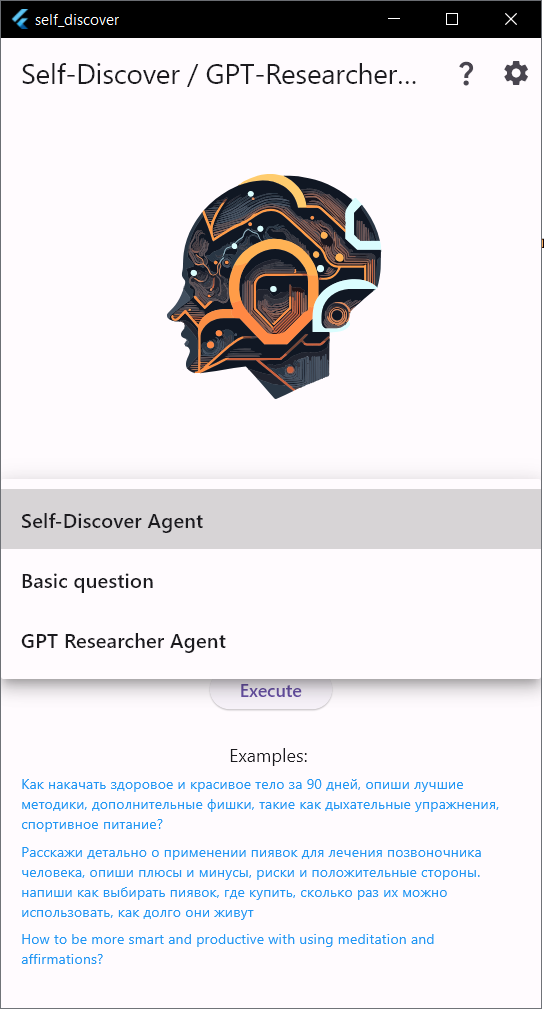 self_discover
Self-Discover / GPT-Researcher...
?
Self-Discover Agent
Basic question
GPT Researcher Agent
Execute
Examples:
Как накачать здоровое и красивое тело за 90 дней, опиши лучшие
методики, дополнительные фишки, такие как дыхательные упражнения,
спортивное питание?
Расскажи детально о применении пиявок для лечения позвоночника
человека, опиши плюсы и минусы, риски и положительные стороны.
напиши как выбирать пиявок, где купить, сколько раз их можно
использовать, как долго они живут
How to be more smart and productive with using meditation and
affirmations?